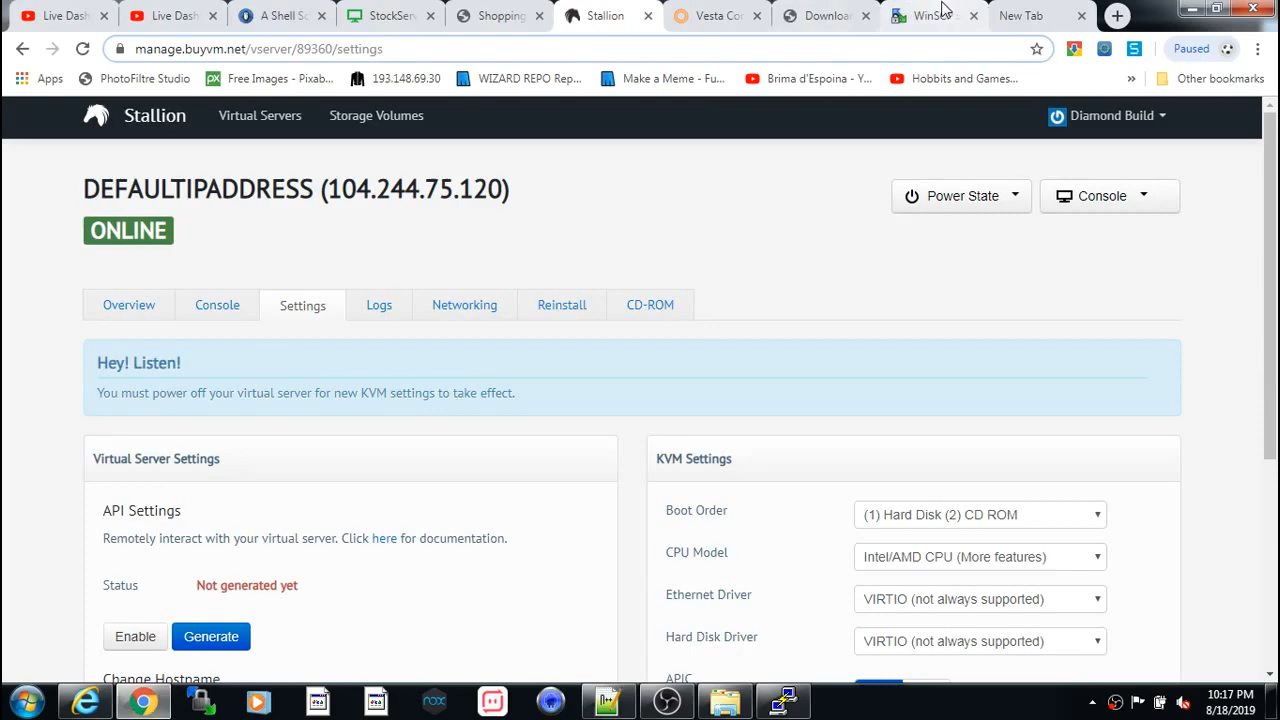 Live Dash
Live Dash
A Shell S
StockSe
Shoppin
Stallion
Vesta Co
Downloa
WinSC
New Tab
manage.buyvm.net/vserver/89360/settings
Paused
Apps
PhotoFiltre Studio
Free Images - Pixab...
193.148.69.30
WIZARD REPO Rep...
Make a Meme - Fu...
Brima d'Espoina - Y...
Hobbits and Games...
»
Other bookmarks
Stallion
Virtual Servers
Storage Volumes
Diamond Build
DEFAULTIPADDRESS (104.244.75.120)
Power State
Console
ONLINE
Overview
Console
Settings
Logs
Networking
Reinstall
CD-ROM
Hey! Listen!
You must power off your virtual server for new KVM settings to take effect.
Virtual Server Settings
KVM Settings
API Settings
Remotely interact with your virtual server. Click here for documentation.
Status
Not generated yet
Enable
Generate
Change Hostname
Boot Order
(1) Hard Disk (2) CD ROM
CPU Model
Intel/AMD CPU (More features)
Ethernet Driver
VIRTIO (not always supported)
Hard Disk Driver
VIRTIO (not always supported)
APIC
nox
10:17 PM
8/18/2019